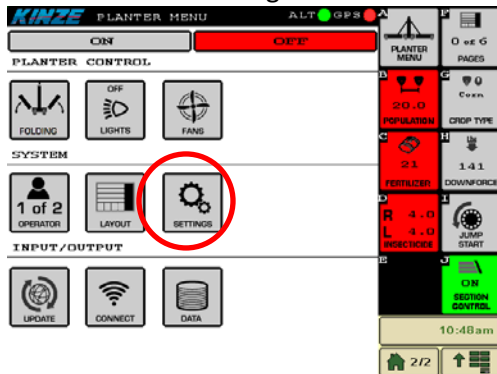 KINZE PLANTER MENU ALT GPS
ON OFF
PLANTER CONTROL
OFF
FOLDING LIGHTS FANS
SYSTEM
1 of 2
OPERATOR LAYOUT SETTINGS
INPUT/OUTPUT
UPDATE CONNECT DATA
A
PLANTER
MENU
F
0 of 6
PAGES
B
20.0
POPULATION
G
Corn
CROP TYPE
C
21
FERTILIZER
H
Lbs
141
DOWNFORCE
D
R 4.0
L 4.0
INSECTICIDE
I
JUMP
START
E
J
ON
SECTION
CONTROL
10:48am
2/2